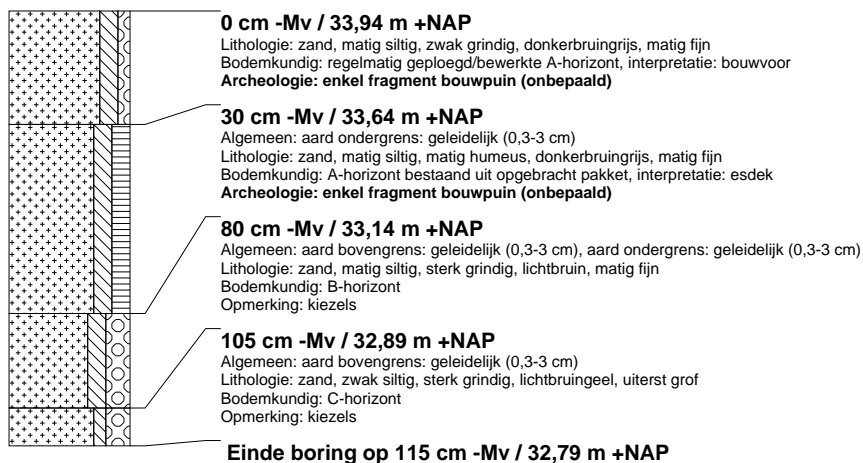 0 cm -Mv / 33,94 m +NAP
Lithologie: zand, matig siltig, zwak grindig, donkerbruingrijs, matig fijn
Bodemkundig: regelmatig geploegd/bewerkte A-horizont, interpretatie: bouwvoor
Archeologie: enkel fragment bouwpuin (onbepaald)
30 cm -Mv / 33,64 m +NAP
Algemeen: aard ondergrens: geleidelijk (0,3-3 cm)
Lithologie: zand, matig siltig, matig humeus, donkerbruingrijs, matig fijn
Bodemkundig: A-horizont bestaand uit opgebracht pakket, interpretatie: esdek
Archeologie: enkel fragment bouwpuin (onbepaald)
80 cm -Mv / 33,14 m +NAP
Algemeen: aard bovengrens: geleidelijk (0,3-3 cm), aard ondergrens: geleidelijk (0,3-3 cm)
Lithologie: zand, matig siltig, sterk grindig, lichtbruin, matig fijn
Bodemkundig: B-horizont
Opmerking: kiezels
105 cm -Mv / 32,89 m +NAP
Algemeen: aard bovengrens: geleidelijk (0,3-3 cm)
Lithologie: zand, zwak siltig, sterk grindig, lichtbruingeel, uiterst grof
Bodemkundig: C-horizont
Opmerking: kiezels
Einde boring op 115 cm -Mv / 32,79 m +NAP